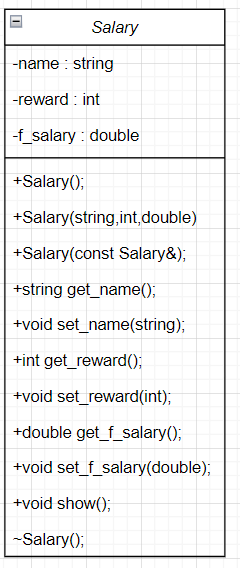 Salary
-name : string
-reward : int
-f_salary : double
+Salary();
+Salary(string,int,double)
+Salary(const Salary&);
+string get_name();
+void set_name(string);
+int get_reward();
+void set_reward(int);
+double get_f_salary();
+void set_f_salary(double);
+void show();
~Salary();